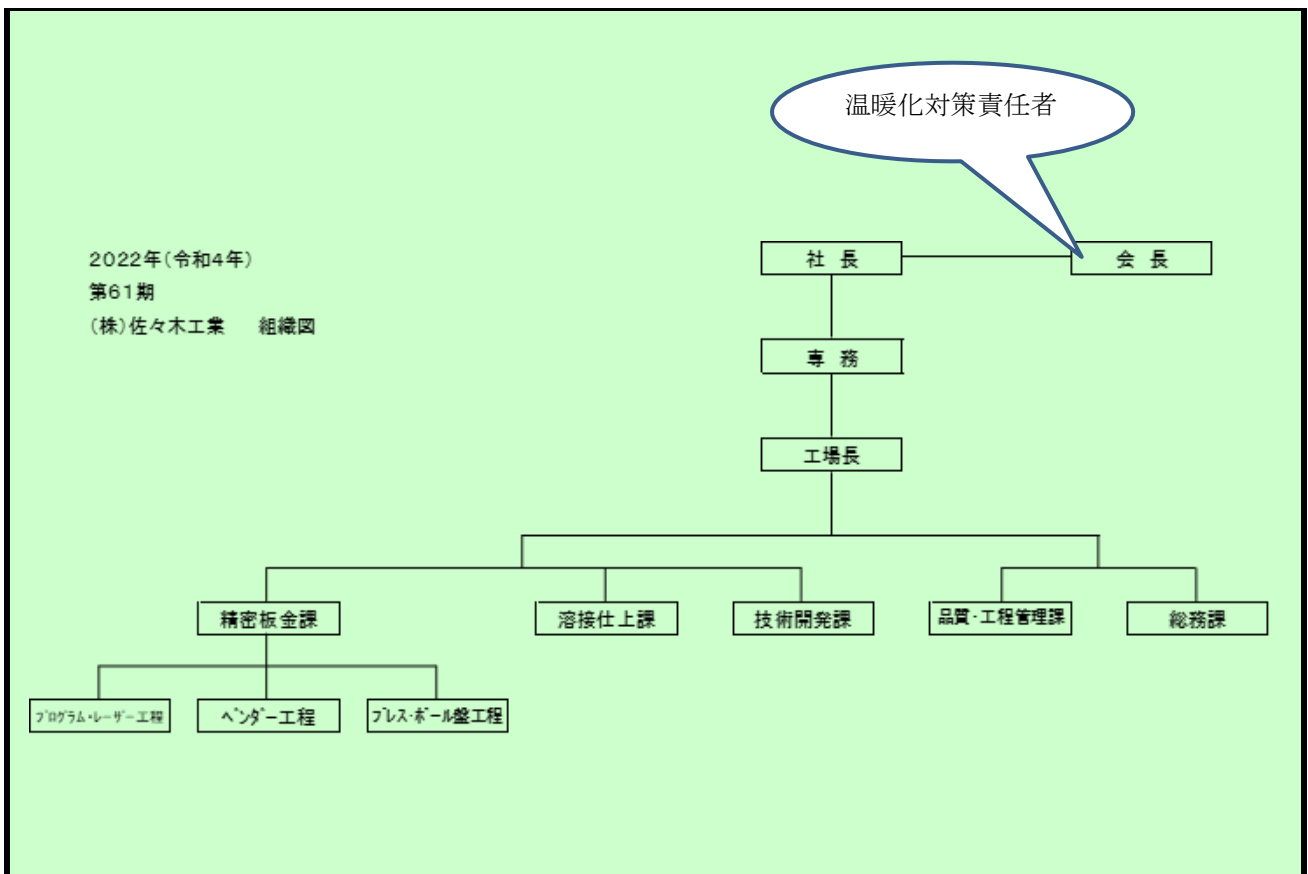 温暖化対策責任者
2022年(令和4年)
第61期
(株)佐々木工業　組織図
社 長
会 長
専 務
工場長
精密板金課
溶接仕上課
技術開発課
品質・工程管理課
総務課
ﾌﾟﾛｸﾞﾗﾑ・ﾚｰｻﾞｰ工程
ﾍﾞﾝﾀﾞｰ工程
ﾌﾟﾚｽ・ﾎﾞｰﾙ盤工程